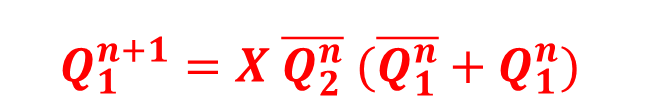 $Q_1^{n+1} = X \, \overline{Q_2^n} \, (\overline{Q_1^n} + Q_1^n)$